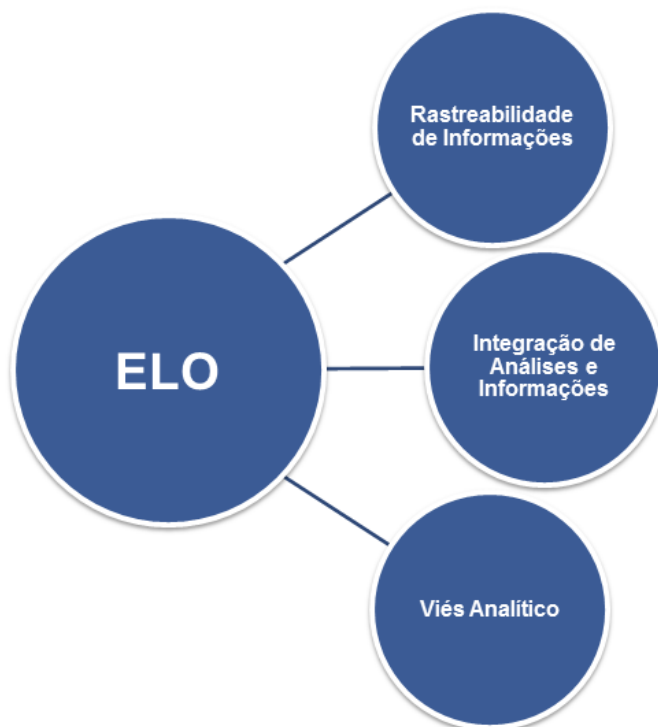 Rastreabilidade
de Informações
ELO
Integração de
Análises e
Informações
Viés Analítico